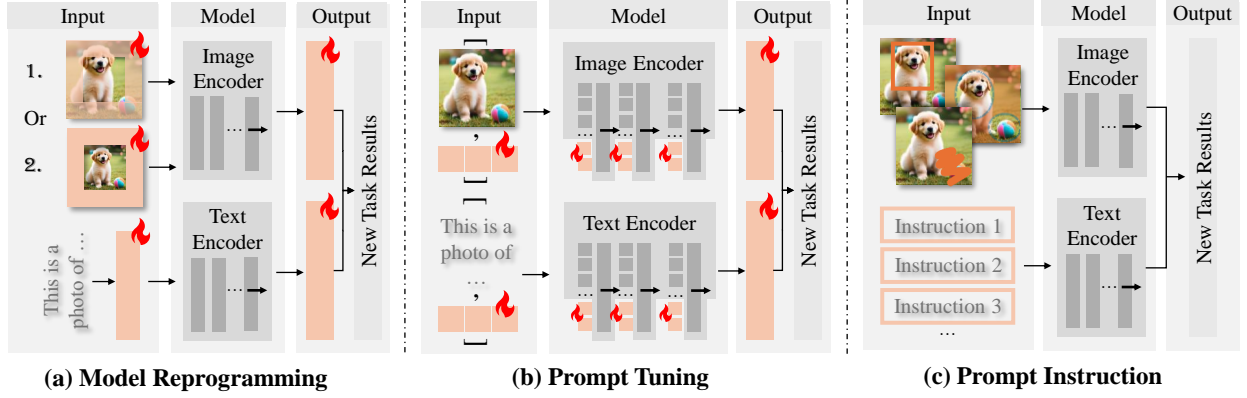 Input
Model
Output
1.
Or
2.
This is a
photo of ...
Image
Encoder
...
Text
Encoder
...
New Task Results
(a) Model Reprogramming
Input
Model
Output
[
,
]
[
This is a
photo of
...
,
]
Image Encoder
... ... ...
Text Encoder
... ... ...
New Task Results
(b) Prompt Tuning
Input
Model
Output
Instruction 1
Instruction 2
Instruction 3
...
Image
Encoder
...
Text
Encoder
...
New Task Results
(c) Prompt Instruction